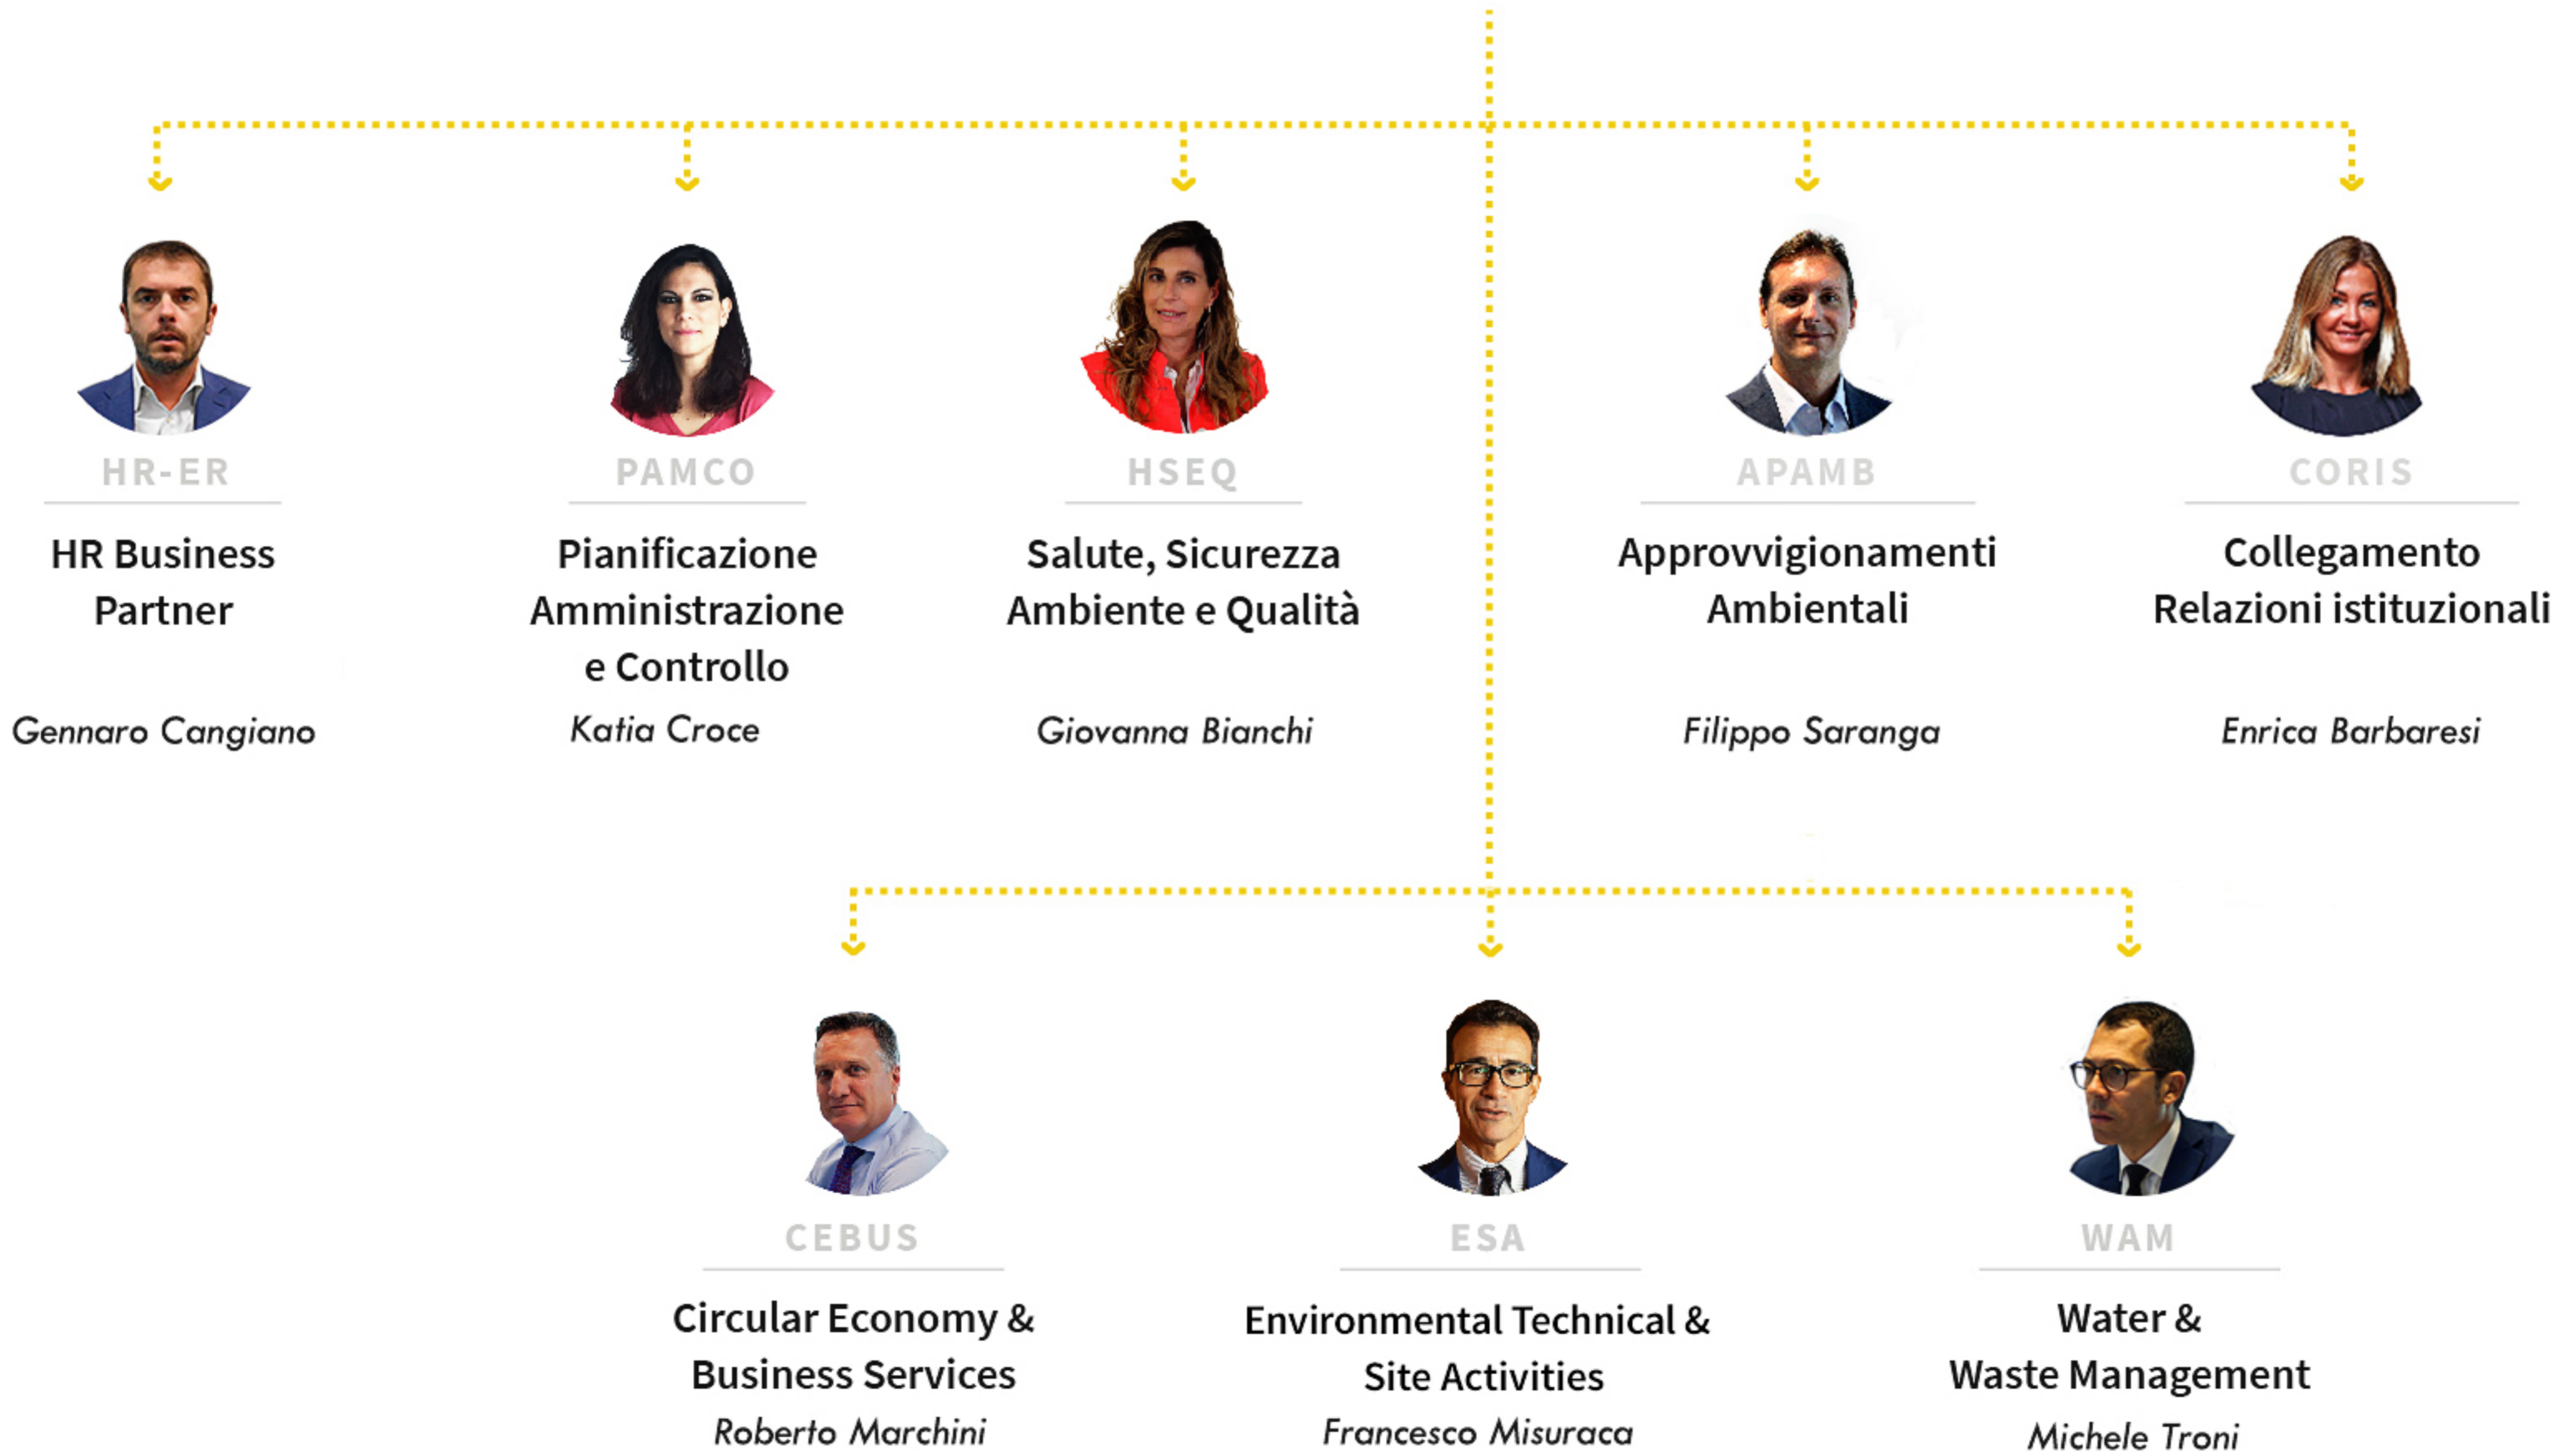 HR-ER
HR Business
Partner
Gennaro Cangiano
PAMCO
Pianificazione
Amministrazione
e Controllo
Katia Croce
HSEQ
Salute, Sicurezza
Ambiente e Qualità
Giovanna Bianchi
APAMB
Approvvigionamenti
Ambientali
Filippo Saranga
CORIS
Collegamento
Relazioni istituzionali
Enrica Barbaresi
CEBUS
Circular Economy &
Business Services
Roberto Marchini
ESA
Environmental Technical &
Site Activities
Francesco Misuraca
WAM
Water &
Waste Management
Michele Troni